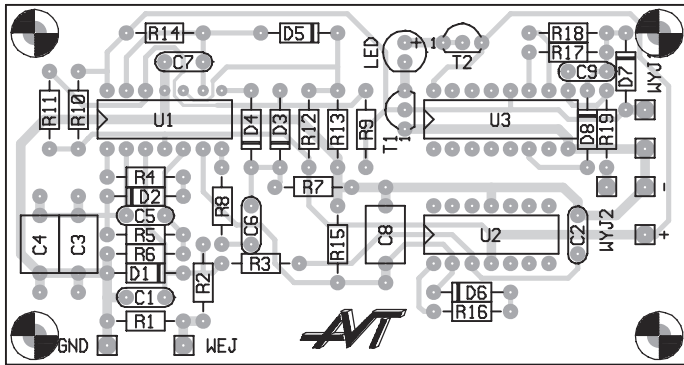 R14
D5
LED
+ 1
T2
R18
R17
C9
D7
WYJ1
C7
R11
R10
U1
D4
D3
R12
R13
R9
T1
1
U3
D8
R19
R4
D2
C5
R5
R6
D1
C1
R1
R8
R7
C6
R3
R2
R15
C8
U2
C2
WYJ2
-
+
C4
C3
D6
R16
GND
WEJ
AVT